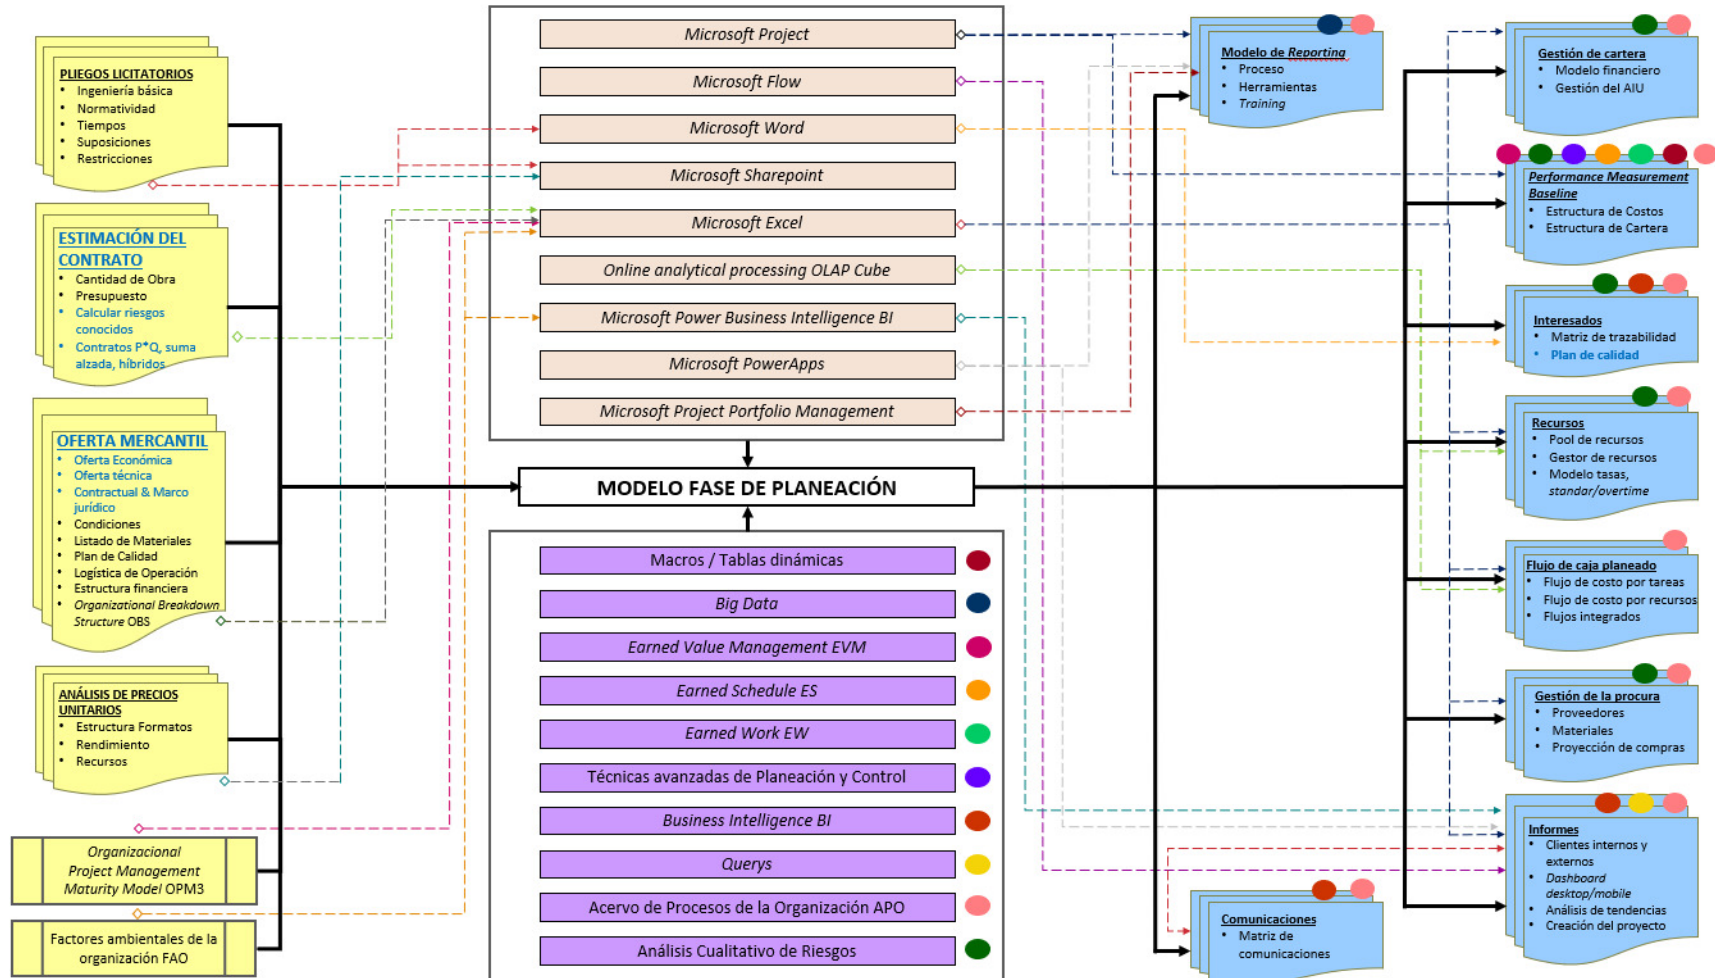 PLIEGOS LICITATORIOS
• Ingeniería básica
• Normatividad
• Tiempos
• Suposiciones
• Restricciones
ESTIMACIÓN DEL
CONTRATO
• Cantidad de Obra
• Presupuesto
• Calcular riesgos
conocidos
• Contratos P*Q, suma
alzada, híbridos
OFERTA MERCANTIL
• Oferta Económica
• Oferta técnica
• Contractual & Marco
jurídico
• Condiciones
• Listado de Materiales
• Plan de Calidad
• Logística de Operación
• Estructura financiera
• Organizational Breakdown
Structure OBS
ANÁLISIS DE PRECIOS
UNITARIOS
• Estructura Formatos
• Rendimiento
• Recursos
Organizacional
Project Management
Maturity Model OPM3
Factores ambientales de la
organización FAO
Microsoft Project
Microsoft Flow
Microsoft Word
Microsoft Sharepoint
Microsoft Excel
Online analytical processing OLAP Cube
Microsoft Power Business Intelligence BI
Microsoft PowerApps
Microsoft Project Portfolio Management
MODELO FASE DE PLANEACIÓN
Macros / Tablas dinámicas
Big Data
Earned Value Management EVM
Earned Schedule ES
Earned Work EW
Técnicas avanzadas de Planeación y Control
Business Intelligence BI
Querys
Acervo de Procesos de la Organización APO
Análisis Cualitativo de Riesgos
Modelo de Reporting
• Proceso
• Herramientas
• Training
Comunicaciones
• Matriz de
comunicaciones
Gestión de cartera
• Modelo financiero
• Gestión del AIU
Performance Measurement
Baseline
• Estructura de Costos
• Estructura de Cartera
Interesados
• Matriz de trazabilidad
• Plan de calidad
Recursos
• Pool de recursos
• Gestor de recursos
• Modelo tasas,
standar/overtime
Flujo de caja planeado
• Flujo de costo por tareas
• Flujo de costo por recursos
• Flujos integrados
Gestión de la procura
• Proveedores
• Materiales
• Proyección de compras
Informes
• Clientes internos y
externos
• Dashboard
desktop/mobile
• Análisis de tendencias
• Creación del proyecto